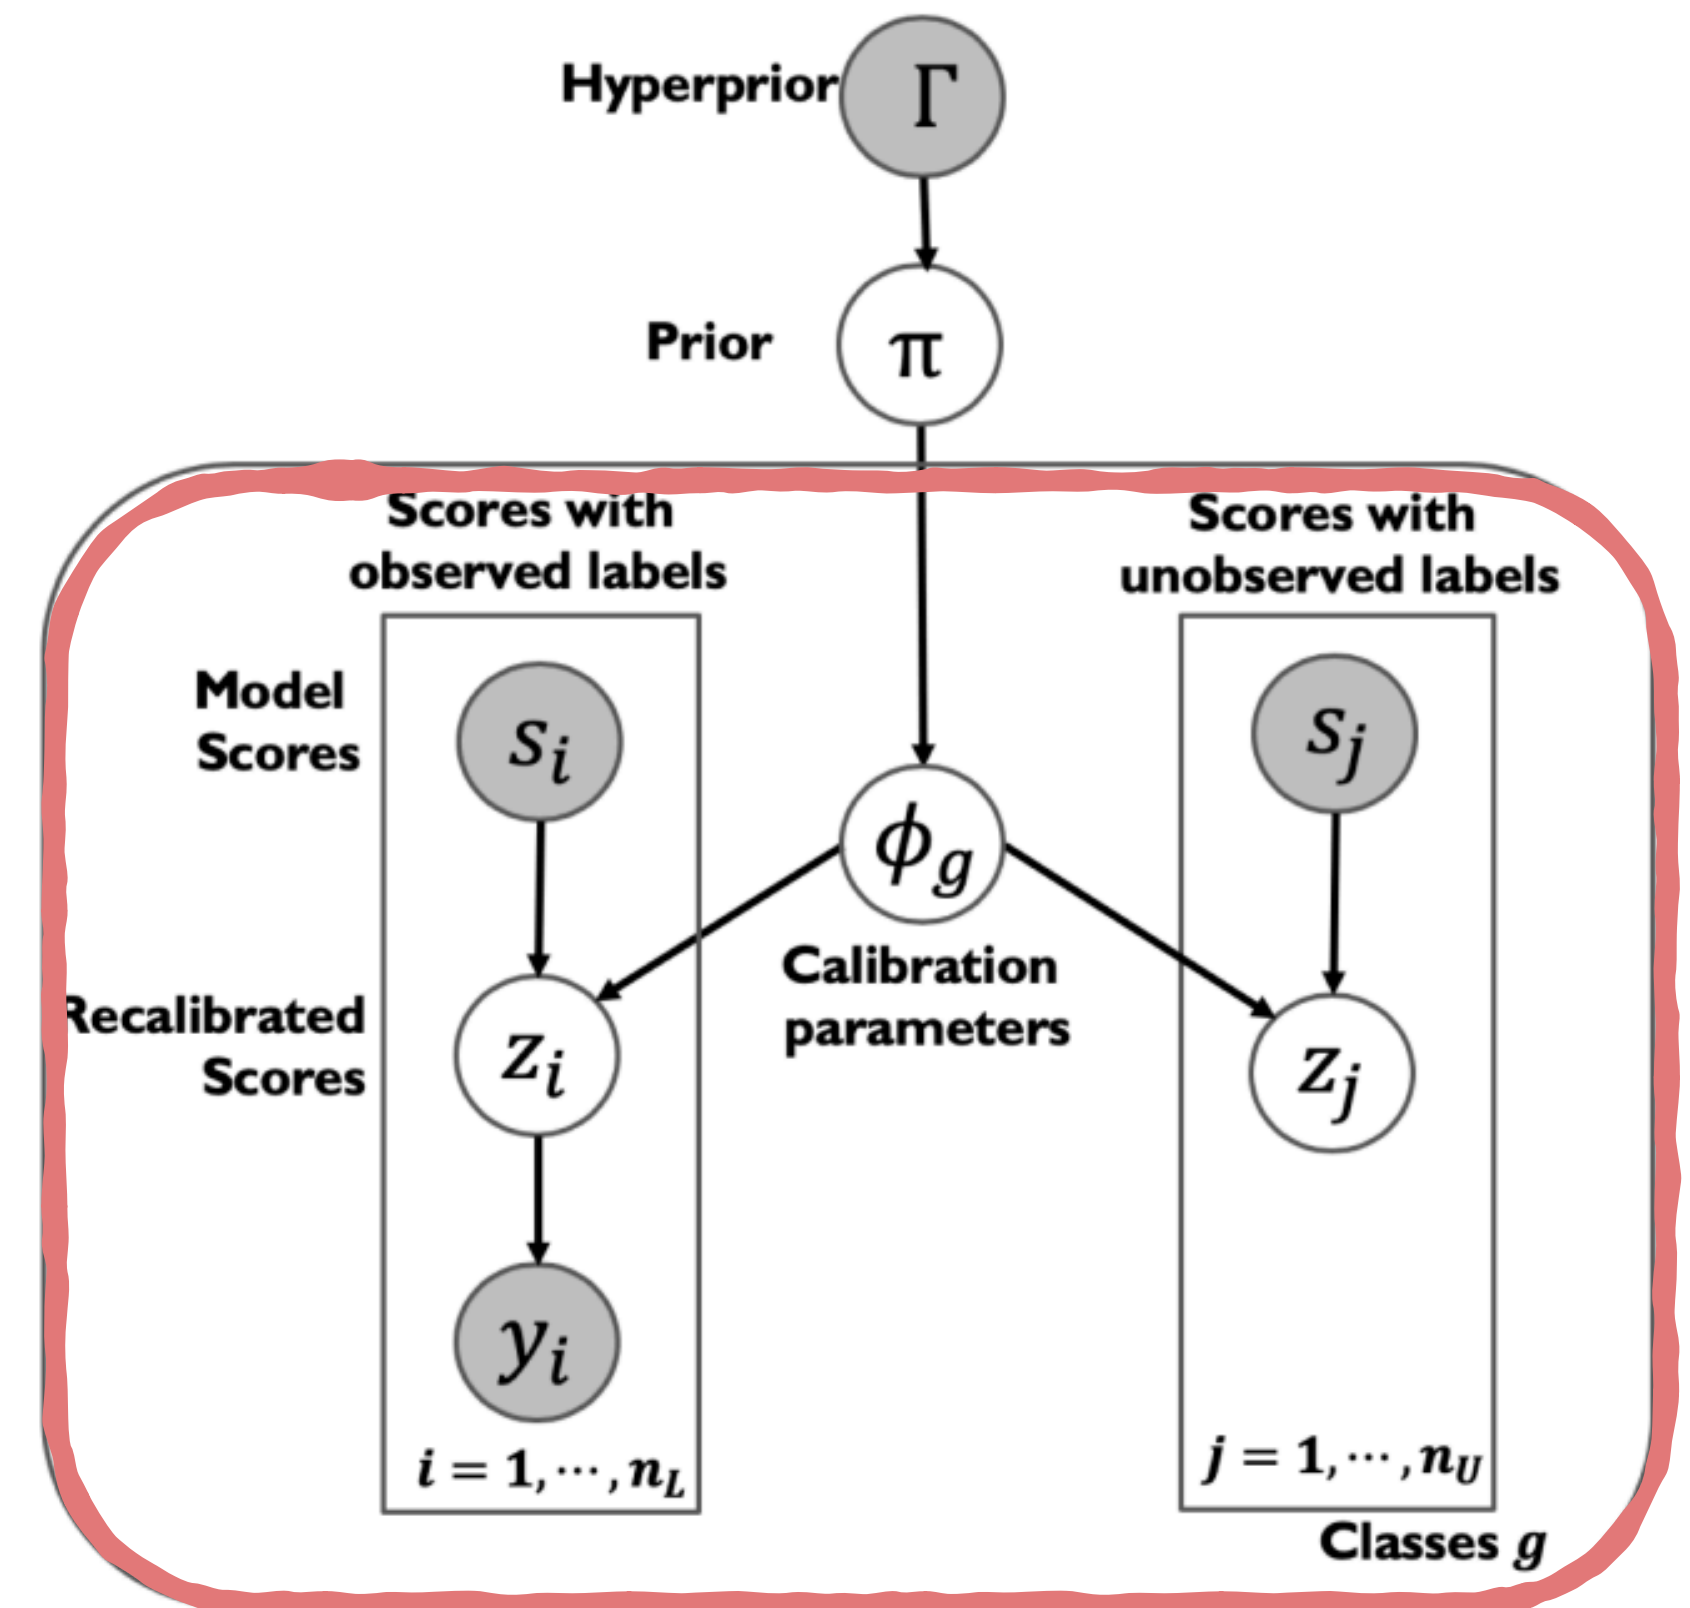 Hyperprior
Γ
Prior
π
Scores with
observed labels
Scores with
unobserved labels
Model
Scores
s_i
s_j
ϕ_g
Calibration
parameters
Recalibrated
Scores
z_i
z_j
y_i
i = 1, ⋯ , n_L
j = 1, ⋯ , n_U
Classes g